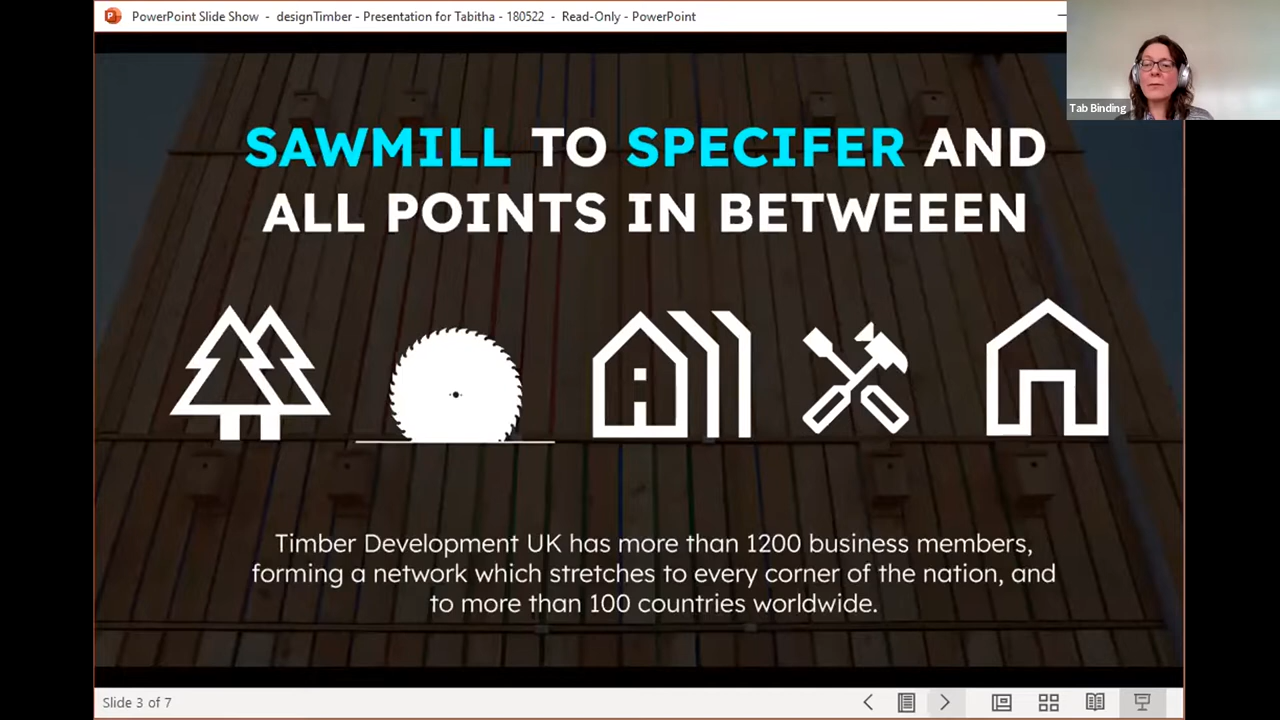 PowerPoint Slide Show - designTimber - Presentation for Tabitha - 180522 - Read-Only - PowerPoint
Tab Binding
SAWMILL TO SPECIFER AND
ALL POINTS IN BETWEEEN
Timber Development UK has more than 1200 business members,
forming a network which stretches to every corner of the nation, and
to more than 100 countries worldwide.
Slide 3 of 7